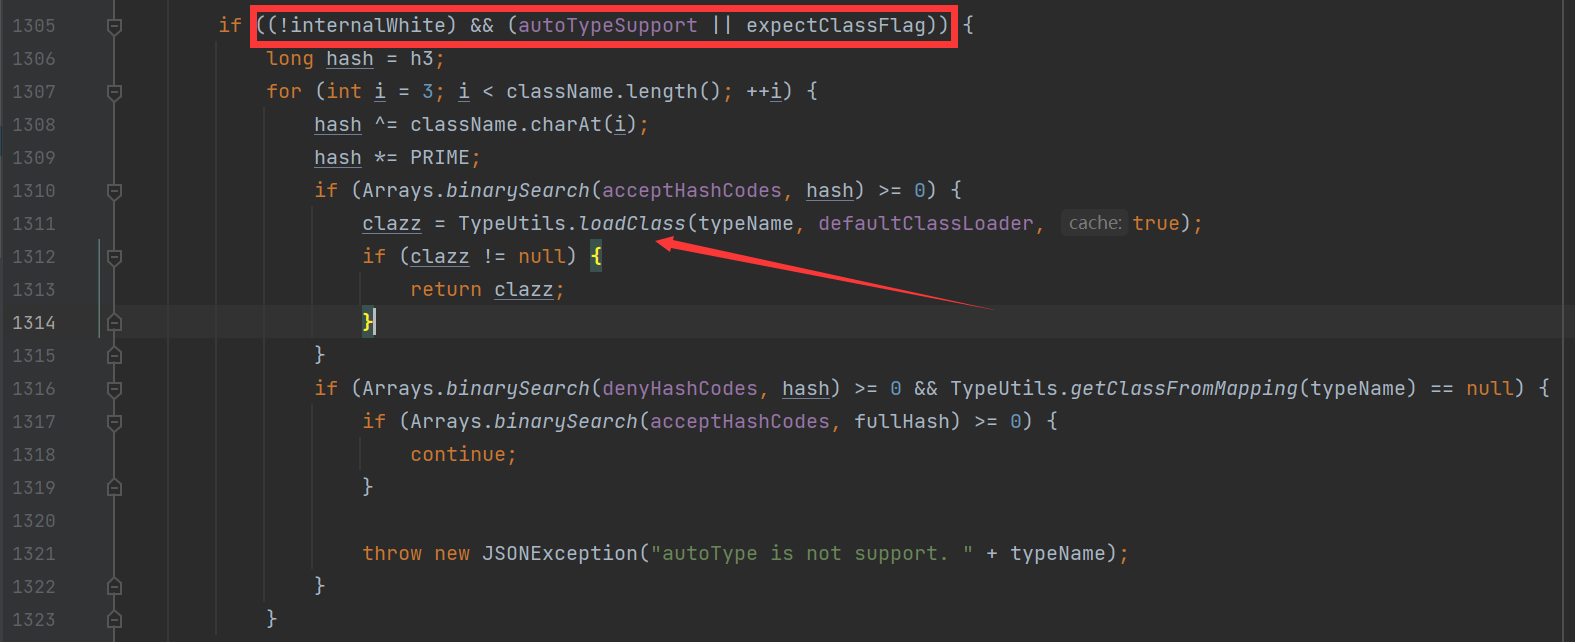 1305 if ((!internalWhite) && (autoTypeSupport || expectClassFlag)) {
1306 long hash = h3;
1307 for (int i = 3; i < className.length(); ++i) {
1308 hash ^= className.charAt(i);
1309 hash *= PRIME;
1310 if (Arrays.binarySearch(acceptHashCodes, hash) >= 0) {
1311 clazz = TypeUtils.loadClass(typeName, defaultClassLoader, cache: true);
1312 if (clazz != null) {
1313 return clazz;
1314 }
1315 }
1316 if (Arrays.binarySearch(denyHashCodes, hash) >= 0 && TypeUtils.getClassFromMapping(typeName) == null) {
1317 if (Arrays.binarySearch(acceptHashCodes, fullHash) >= 0) {
1318 continue;
1319 }
1320
1321 throw new JSONException("autoType is not support. " + typeName);
1322 }
1323 }